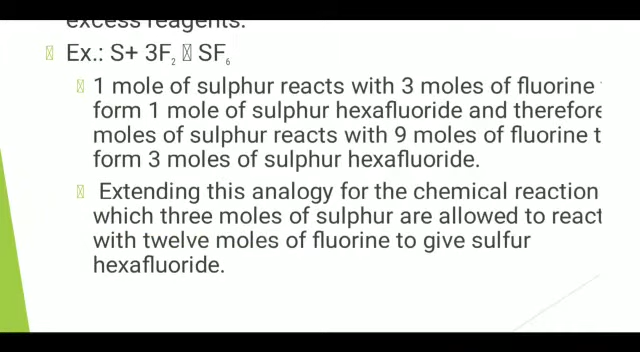 excess reagents.
Ex.: S+ 3F₂ SF₆
1 mole of sulphur reacts with 3 moles of fluorine
form 1 mole of sulphur hexafluoride and therefore
moles of sulphur reacts with 9 moles of fluorine t
form 3 moles of sulphur hexafluoride.
Extending this analogy for the chemical reaction
which three moles of sulphur are allowed to react
with twelve moles of fluorine to give sulfur
hexafluoride.